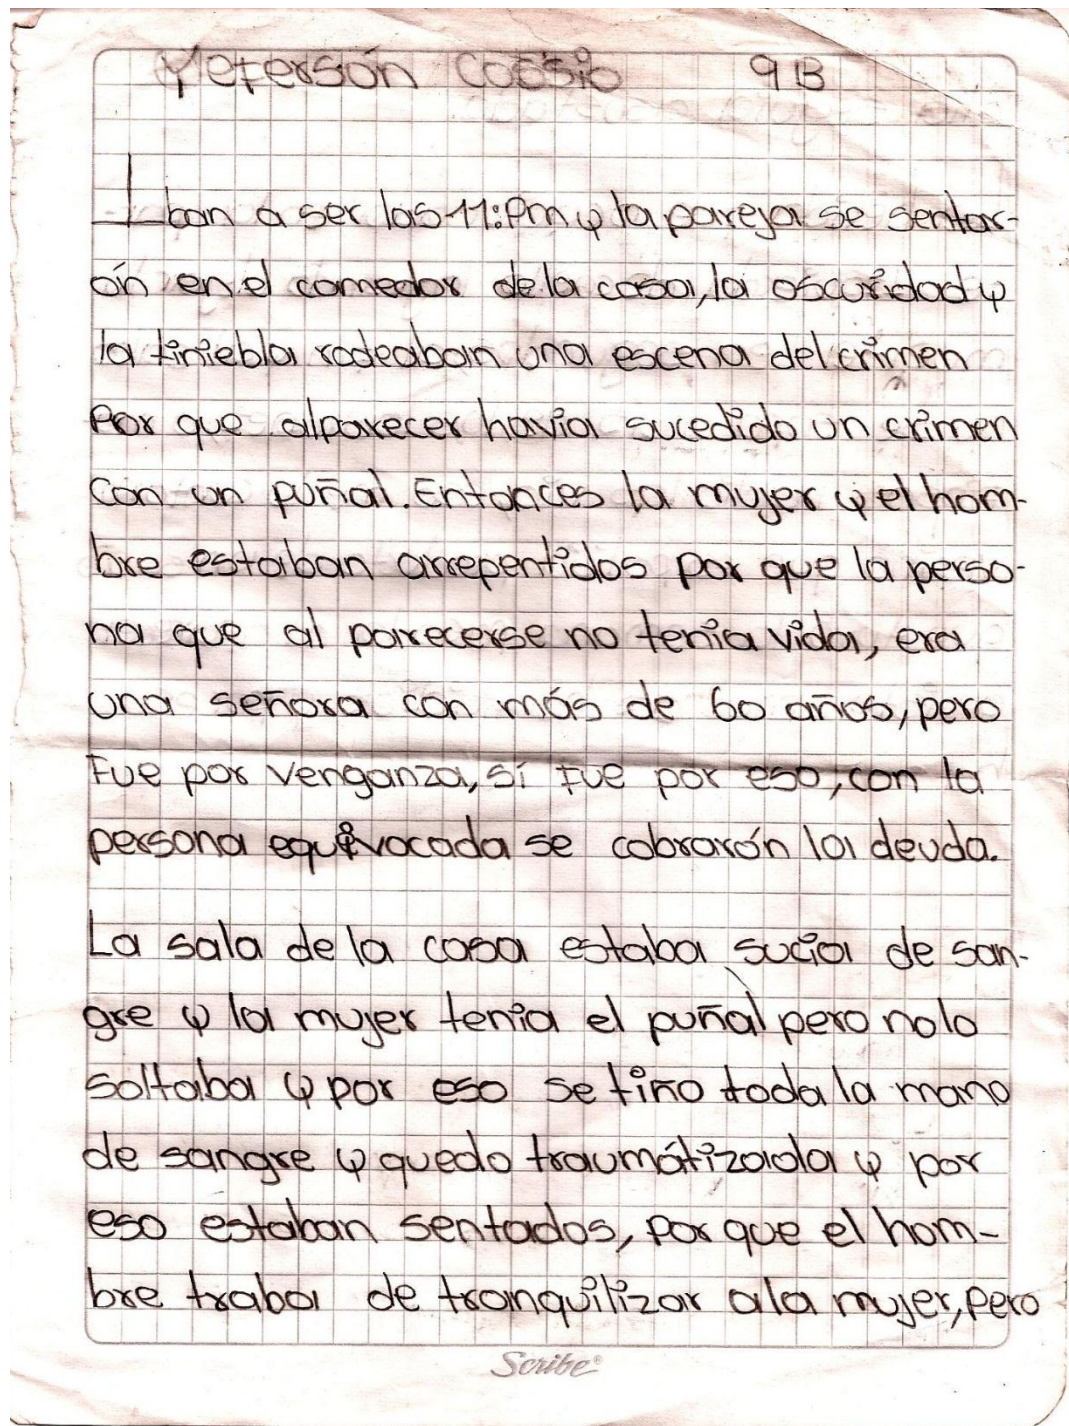 Yeferson Cossio 9B
Iban a ser las 11:Pm y la pareja se sentar-
ón en el comedor dela casa, la oscuridad y
la tiniebla rodeaban una escena del crimen
Por que alparecer havia sucedido un crimen
con un puñal. Entonces la mujer y el hom-
bre estaban arrepentidos por que la perso-
na que al parecerse no tenia vida, era
una señora con más de 60 años, pero
Fue por venganza, sí fue por eso, con la
persona equivocada se cobrarón la deuda.
La sala de la casa estaba sucia de san-
gre y la mujer tenia el puñal pero nolo
soltaba y por eso se tiño toda la mano
de sangre y quedo traumátizada y por
eso estaban sentados, por que el hom-
bre traba de tranquilizar ala mujer, pero
Scribe®